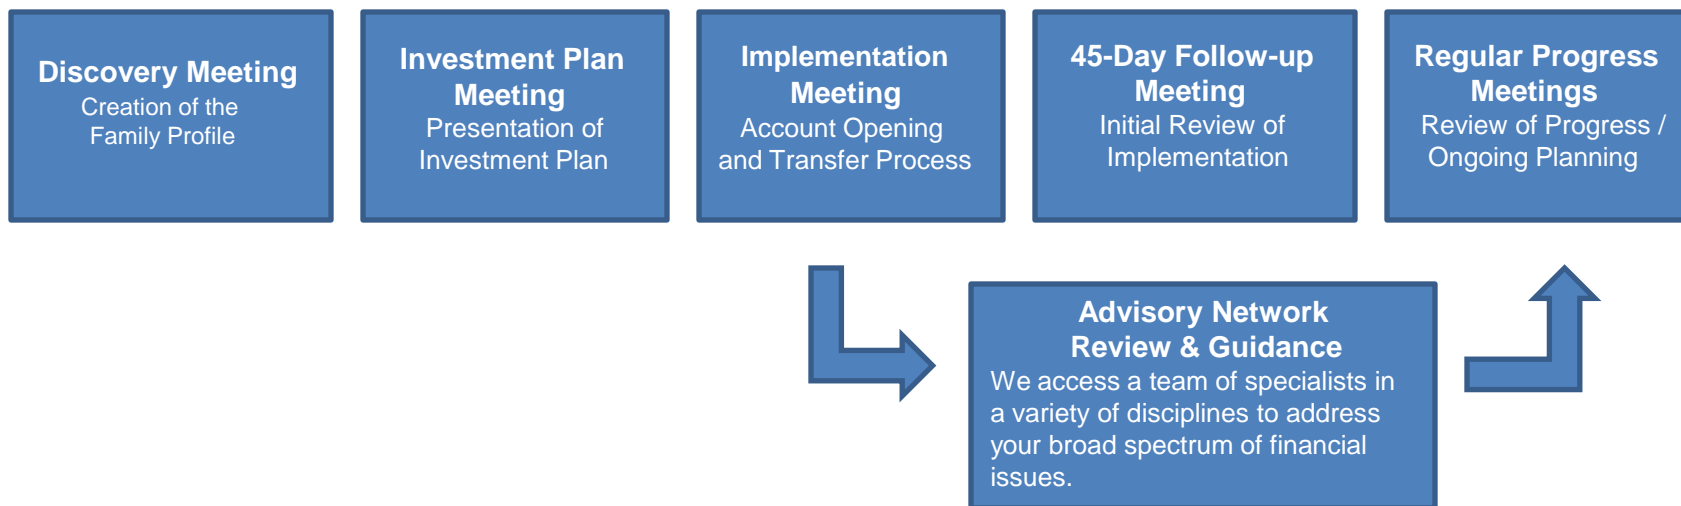 Discovery Meeting
Creation of the
Family Profile
Investment Plan
Meeting
Presentation of
Investment Plan
Implementation
Meeting
Account Opening
and Transfer Process
45-Day Follow-up
Meeting
Initial Review of
Implementation
Regular Progress
Meetings
Review of Progress /
Ongoing Planning
Advisory Network
Review & Guidance
We access a team of specialists in
a variety of disciplines to address
your broad spectrum of financial
issues.